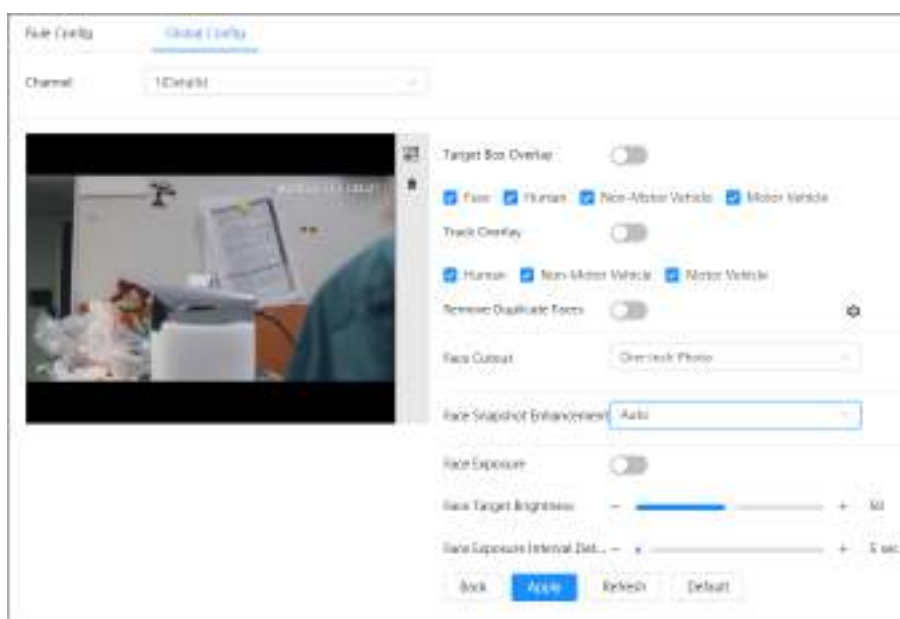 Rule Config Global Config
Channel 1(Details)
Target Box Overlay
Face Human Non-Motor Vehicle Motor Vehicle
Track Overlay
Human Non-Motor Vehicle Motor Vehicle
Remove Duplicate Faces
Face Cutout One-Inch Photo
Face Snapshot Enhancement Auto
Face Exposure
Face Target Brightness - + 50
Face Exposure Interval Det... - + 5 sec
Back Apply Refresh Default